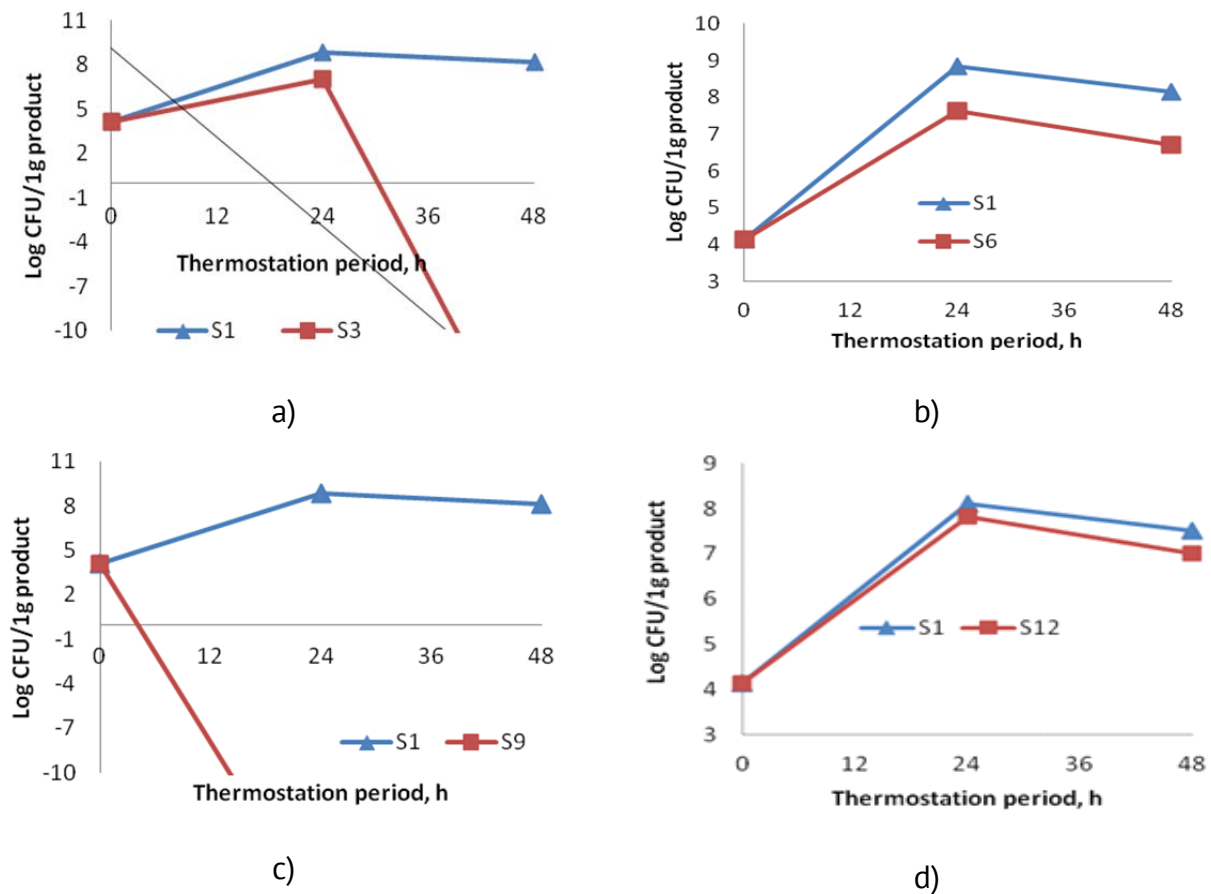 11
8
5
2
-1
-4
-7
-10
Log CFU/1g product
0 12 24 36 48
Thermostation period, h
S1 S3
a)
10
9
8
7
6
5
4
3
Log CFU/1g product
S1
S6
0 12 24 36 48
Thermostation period, h
b)
11
8
5
2
-1
-4
-7
-10
Log CFU/1g product
0 12 24 36 48
S1 S9
Thermostation period, h
c)
9
8
7
6
5
4
3
Log CFU/1g product
S1 S12
0 12 24 36 48
Thermostation period, h
d)